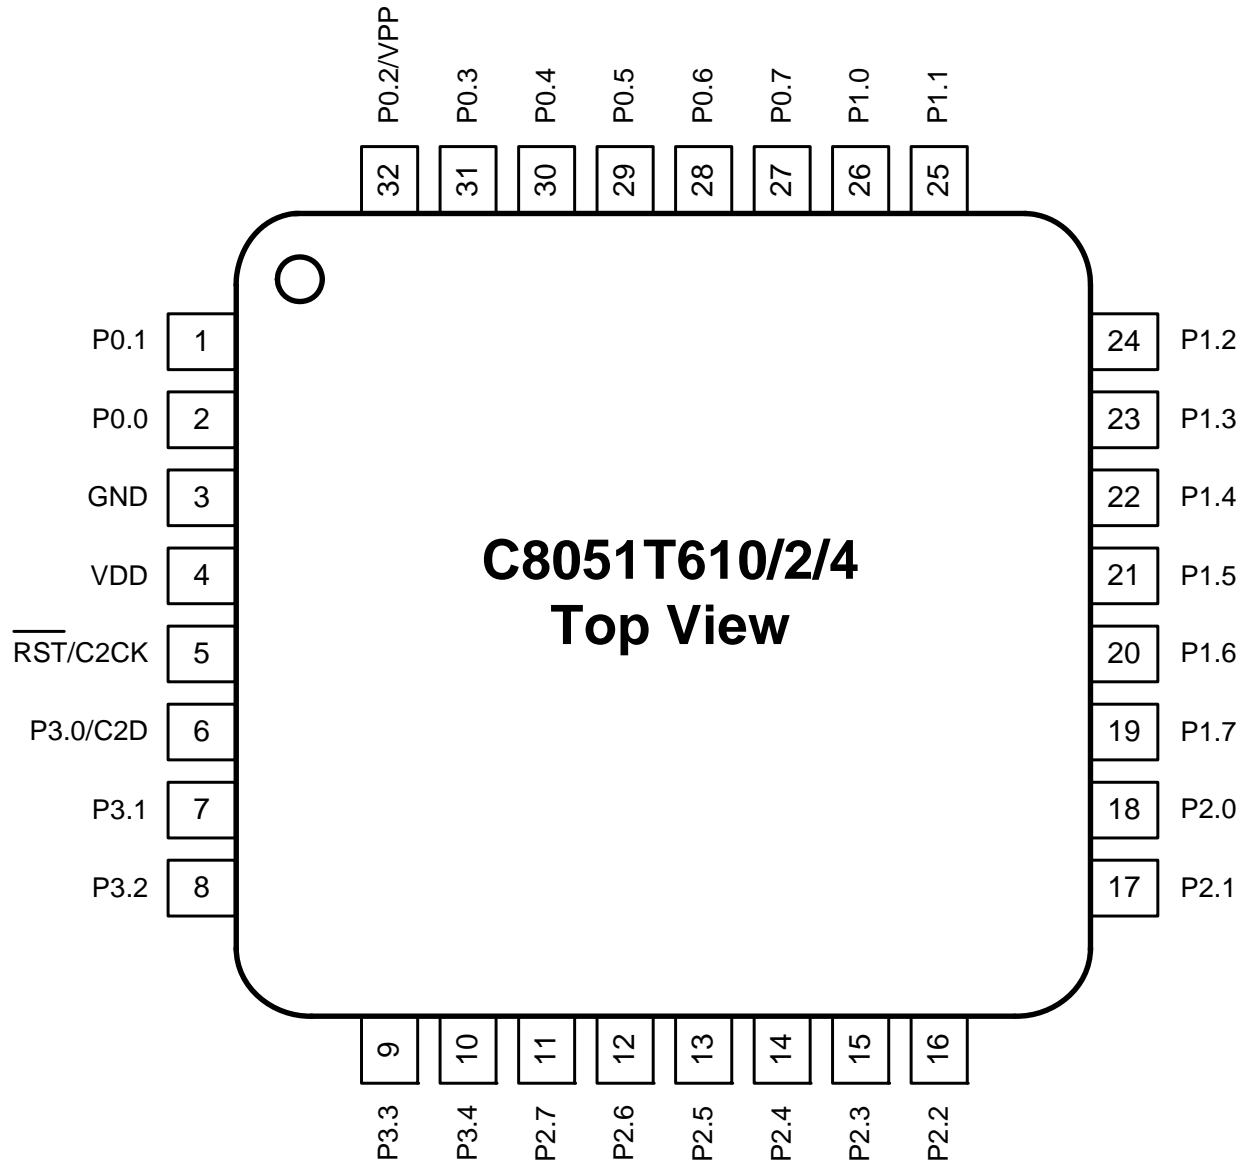 P0.2/VPP
P0.3
P0.4
P0.5
P0.6
P0.7
P1.0
P1.1
32
31
30
29
28
27
26
25
P0.1 1
P0.0 2
GND 3
VDD 4
RST/C2CK 5
P3.0/C2D 6
P3.1 7
P3.2 8
C8051T610/2/4
Top View
24 P1.2
23 P1.3
22 P1.4
21 P1.5
20 P1.6
19 P1.7
18 P2.0
17 P2.1
9
10
11
12
13
14
15
16
P3.3
P3.4
P2.7
P2.6
P2.5
P2.4
P2.3
P2.2